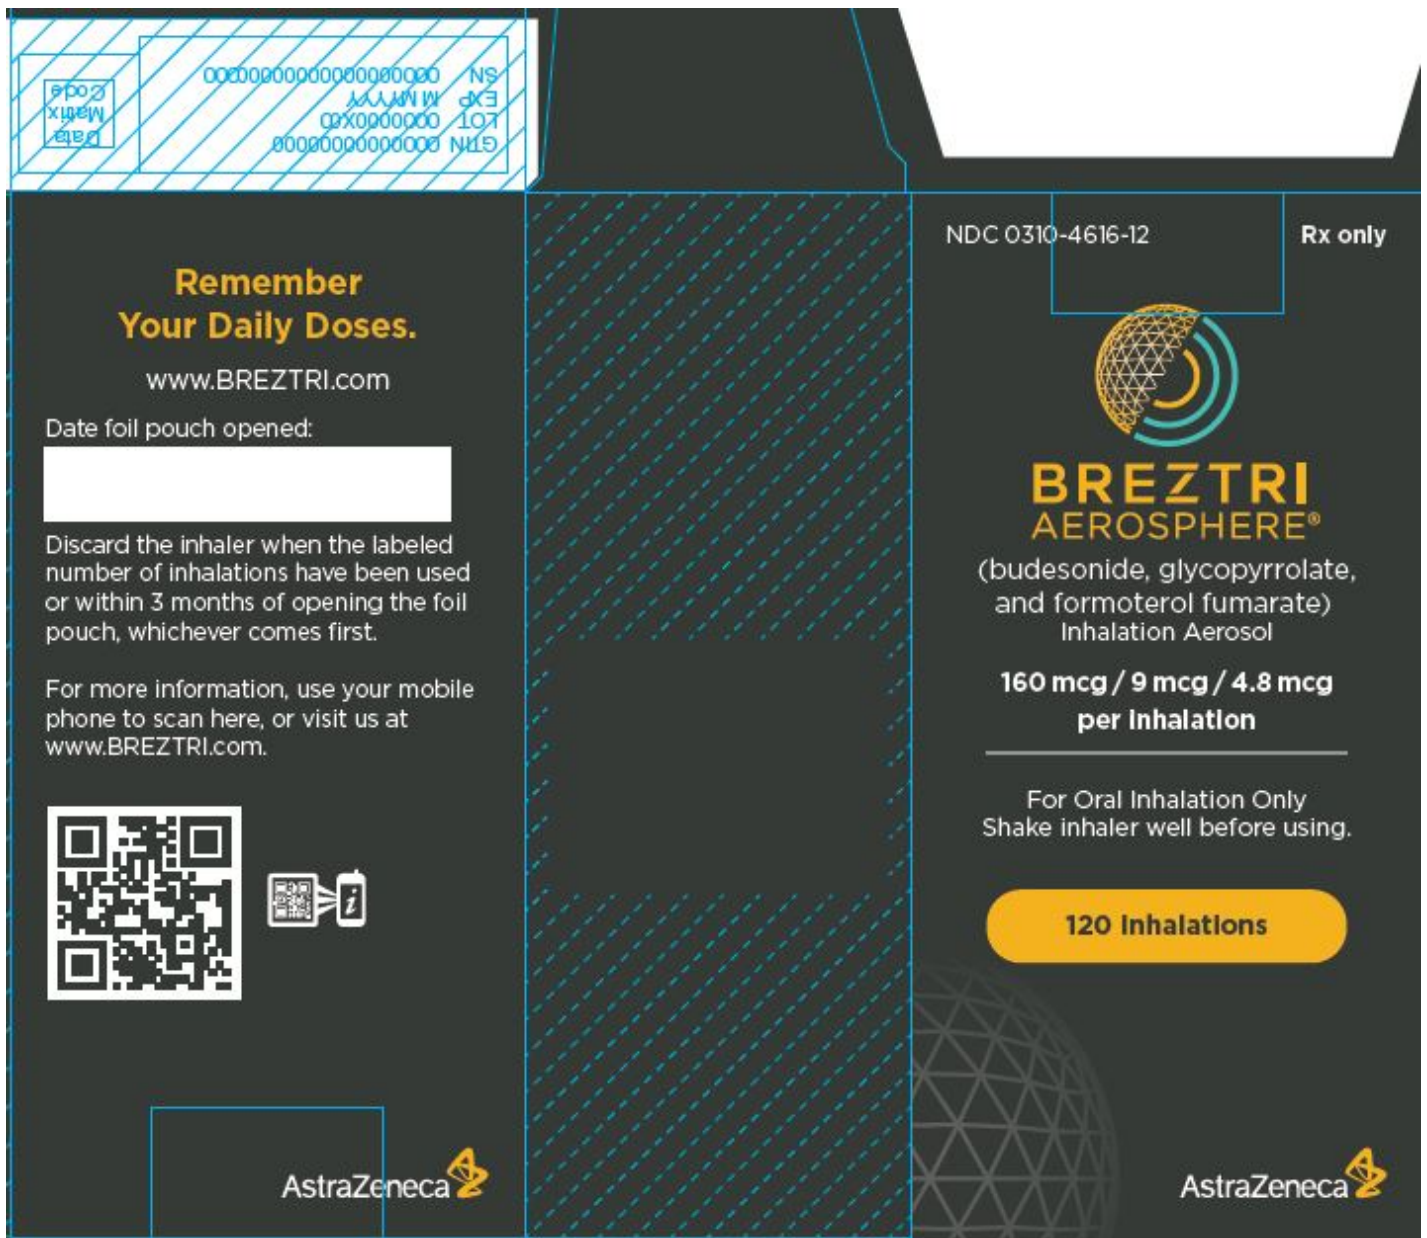 SN 000000000000000000000
EXP M MYYYY
LOT 0000000X00
GTIN 00000000000000
Data
Matrix
Code
Remember
Your Daily Doses.
www.BREZTRI.com
Date foil pouch opened:
Discard the inhaler when the labeled
number of inhalations have been used
or within 3 months of opening the foil
pouch, whichever comes first.
For more information, use your mobile
phone to scan here, or visit us at
www.BREZTRI.com.
i
AstraZeneca
NDC 0310-4616-12
Rx only
BREZTRI
AEROSPHERE®
(budesonide, glycopyrrolate,
and formoterol fumarate)
Inhalation Aerosol
160 mcg / 9 mcg / 4.8 mcg
per inhalation
For Oral Inhalation Only
Shake inhaler well before using.
120 inhalations
AstraZeneca